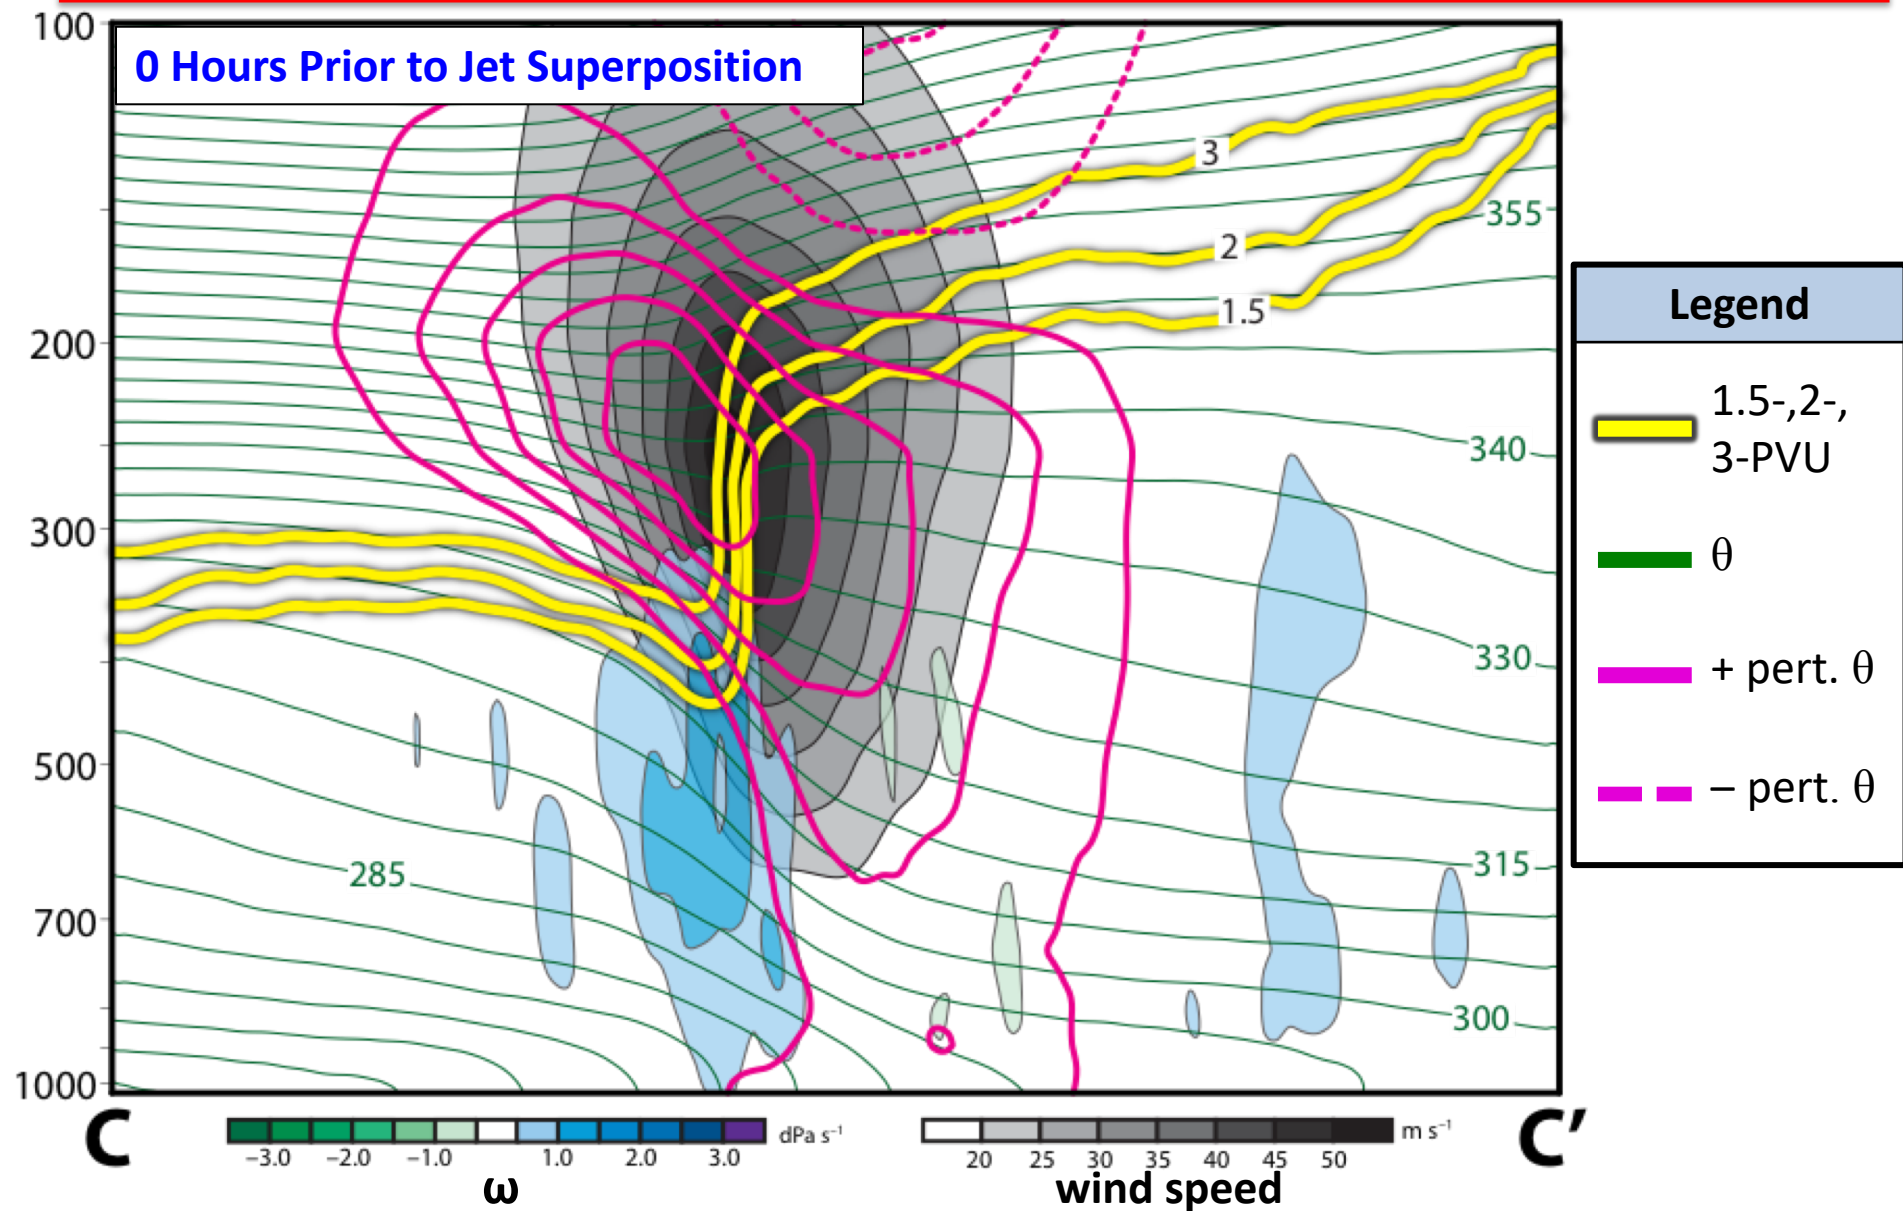 100
0 Hours Prior to Jet Superposition
3
355
2
1.5
200
340
300
330
500
315
285
700
300
1000
C
C′
−3.0 −2.0 −1.0 1.0 2.0 3.0
dPa s⁻¹
ω
20 25 30 35 40 45 50
m s⁻¹
wind speed
Legend
1.5-,2-,
3-PVU
θ
+ pert. θ
– pert. θ